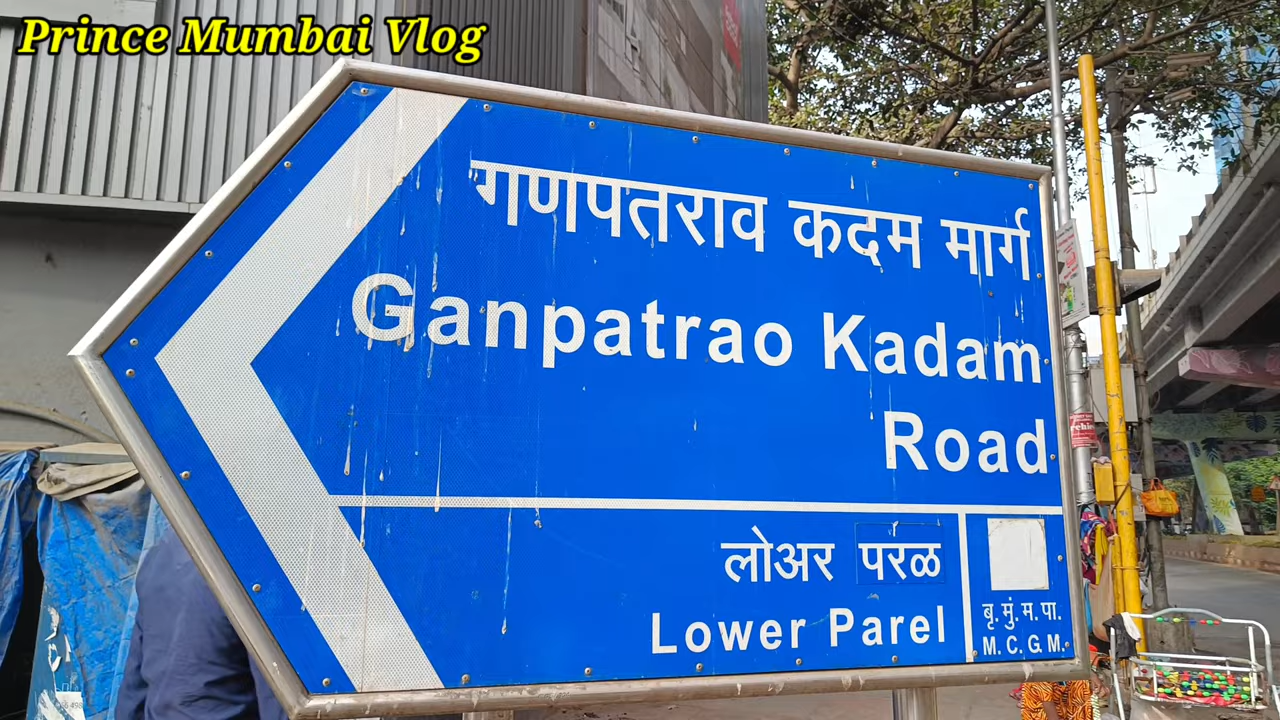 Prince Mumbai Vlog
गणपतराव कदम मार्ग
Ganpatrao Kadam
Road
लोअर परळ
Lower Parel
बृ. मुं. म. पा.
M. C. G. M.